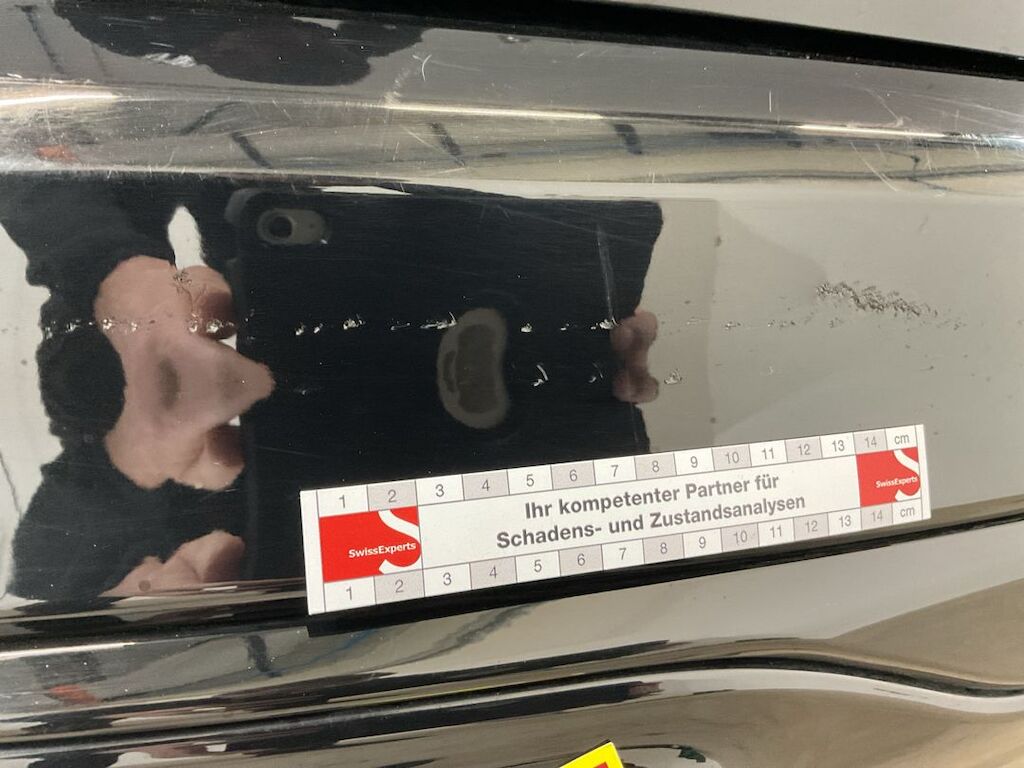 1 2 3 4 5 6 7 8 9 10 11 12 13 14 cm
Ihr kompetenter Partner für
Schadens- und Zustandsanalysen
SwissExperts
SwissExperts
1 2 3 4 5 6 7 8 9 10 11 12 13 14 cm